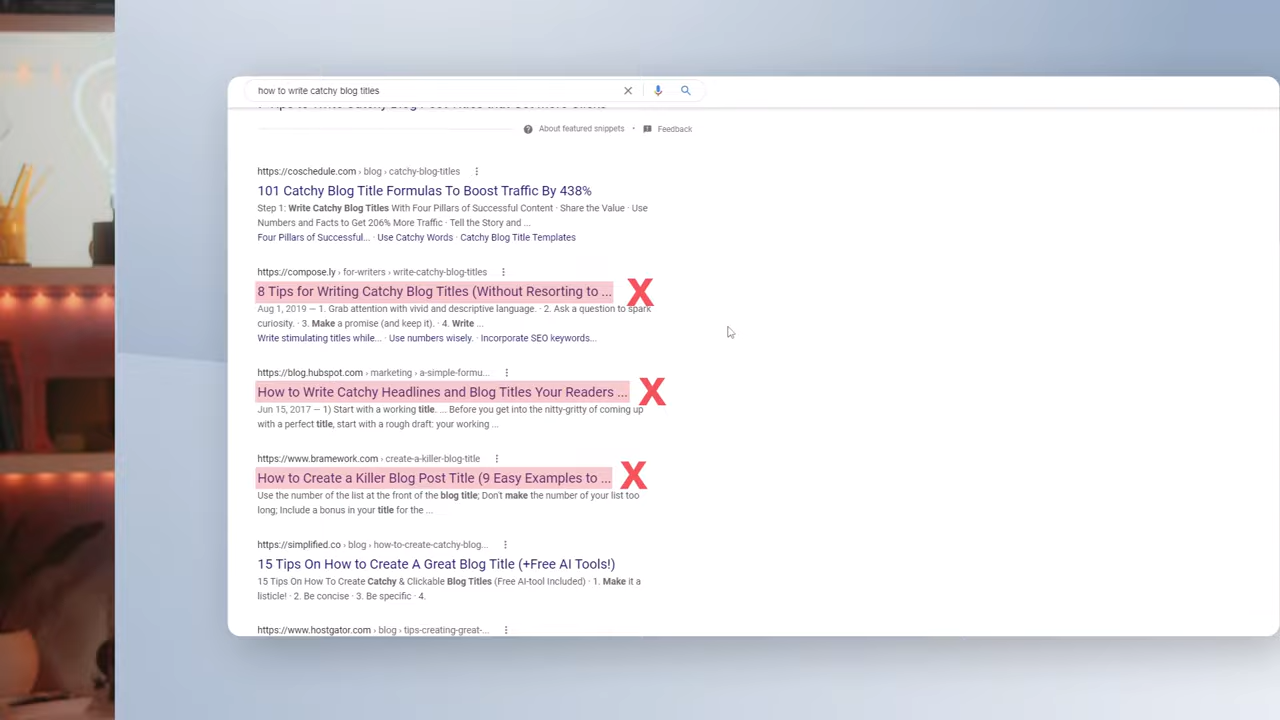 how to write catchy blog titles
About featured snippets • Feedback
https://coschedule.com › blog › catchy-blog-titles
101 Catchy Blog Title Formulas To Boost Traffic By 438%
Step 1: Write Catchy Blog Titles With Four Pillars of Successful Content · Share the Value · Use
Numbers and Facts to Get 206% More Traffic · Tell the Story and ...
Four Pillars of Successful... · Use Catchy Words · Catchy Blog Title Templates
https://compose.ly › for-writers › write-catchy-blog-titles
8 Tips for Writing Catchy Blog Titles (Without Resorting to ... X
Aug 1, 2019 — 1. Grab attention with vivid and descriptive language. · 2. Ask a question to spark
curiosity. · 3. Make a promise (and keep it). · 4. Write ...
Write stimulating titles while... · Use numbers wisely. · Incorporate SEO keywords...
https://blog.hubspot.com › marketing › a-simple-formu...
How to Write Catchy Headlines and Blog Titles Your Readers ... X
Jun 15, 2017 — 1) Start with a working title. ... Before you get into the nitty-gritty of coming up
with a perfect title, start with a rough draft: your working ...
https://www.bramework.com › create-a-killer-blog-title
How to Create a Killer Blog Post Title (9 Easy Examples to ... X
Use the number of the list at the front of the blog title; Don't make the number of your list too
long; Include a bonus in your title for the ...
https://simplified.co › blog › how-to-create-catchy-blog...
15 Tips On How to Create A Great Blog Title (+Free AI Tools!)
15 Tips On How To Create Catchy & Clickable Blog Titles (Free AI-tool Included) · 1. Make it a
listicle! · 2. Be concise · 3. Be specific · 4.
https://www.hostgator.com › blog › tips-creating-great-...